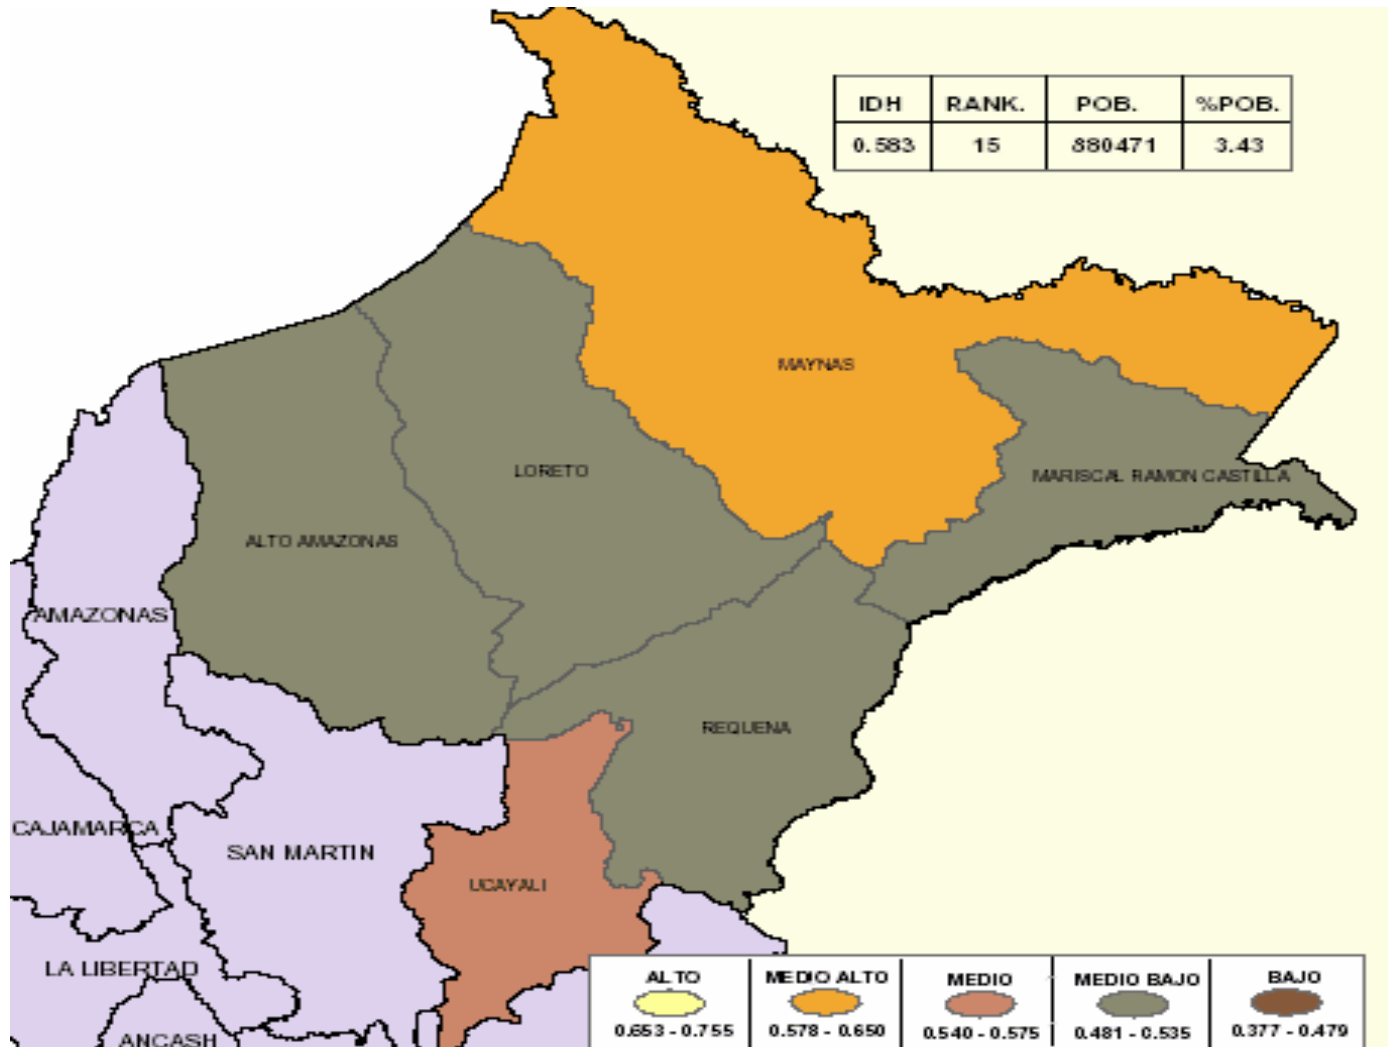 IDH RANK. POB. %POB.
0.583 15 880471 3.43
MAYNAS
LORETO
MARISCAL RAMON CASTILLA
ALTO AMAZONAS
AMAZONAS
REQUENA
CAJAMARCA
SAN MARTIN
UCAYALI
LA LIBERTAD
ANCASH
ALTO MEDIO ALTO MEDIO MEDIO BAJO BAJO
0.653 - 0.755 0.578 - 0.650 0.540 - 0.575 0.481 - 0.535 0.377 - 0.479